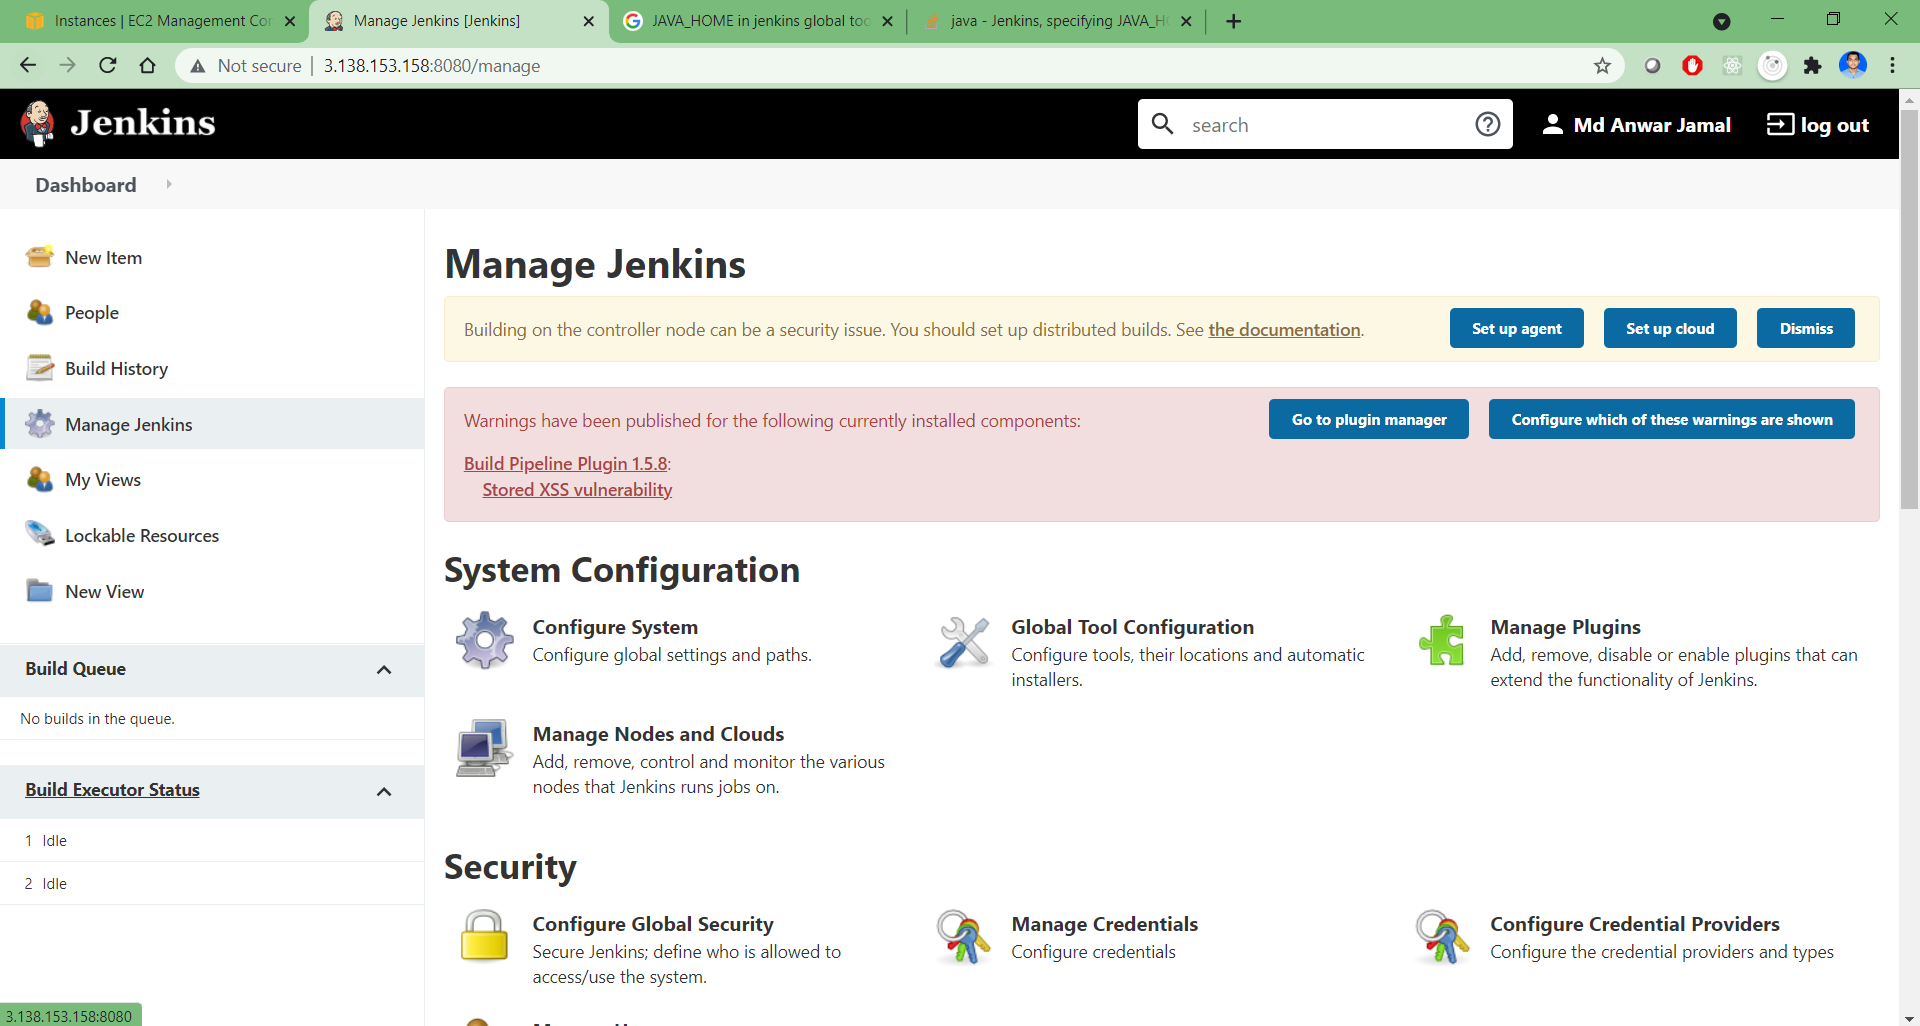 Instances | EC2 Management Con
Manage Jenkins [Jenkins]
JAVA_HOME in jenkins global too
java - Jenkins, specifying JAVA_H
Not secure
3.138.153.158:8080/manage
Jenkins
search
Md Anwar Jamal
log out
Dashboard
New Item
People
Build History
Manage Jenkins
My Views
Lockable Resources
New View
Build Queue
No builds in the queue.
Build Executor Status
1 Idle
2 Idle
3.138.153.158:8080
Manage Jenkins
Building on the controller node can be a security issue. You should set up distributed builds. See the documentation.
Set up agent
Set up cloud
Dismiss
Warnings have been published for the following currently installed components:
Go to plugin manager
Configure which of these warnings are shown
Build Pipeline Plugin 1.5.8:
Stored XSS vulnerability
System Configuration
Configure System
Configure global settings and paths.
Global Tool Configuration
Configure tools, their locations and automatic
installers.
Manage Plugins
Add, remove, disable or enable plugins that can
extend the functionality of Jenkins.
Manage Nodes and Clouds
Add, remove, control and monitor the various
nodes that Jenkins runs jobs on.
Security
Configure Global Security
Secure Jenkins; define who is allowed to
access/use the system.
Manage Credentials
Configure credentials
Configure Credential Providers
Configure the credential providers and types